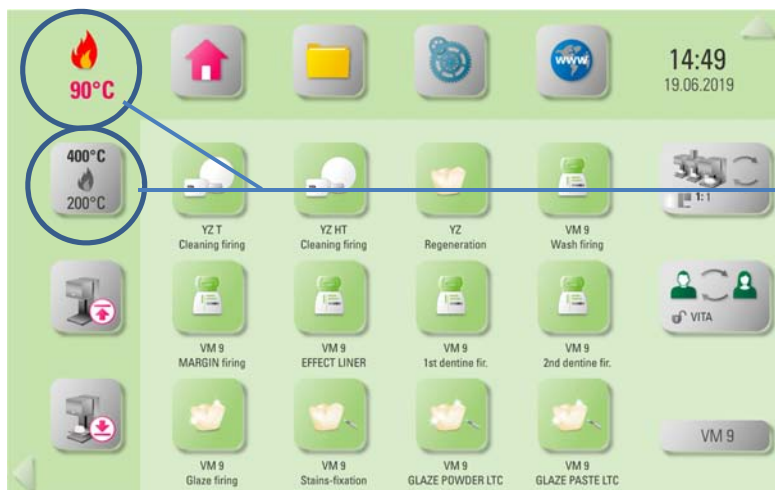 90°C
www
14:49
19.06.2019
400°C
200°C
1:1
YZ T
Cleaning firing
YZ HT
Cleaning firing
YZ
Regeneration
VM 9
Wash firing
VITA
VM 9
MARGIN firing
VM 9
EFFECT LINER
VM 9
1st dentine fir.
VM 9
2nd dentine fir.
VM 9
VM 9
Glaze firing
VM 9
Stains-fixation
VM 9
GLAZE POWDER LTC
VM 9
GLAZE PASTE LTC